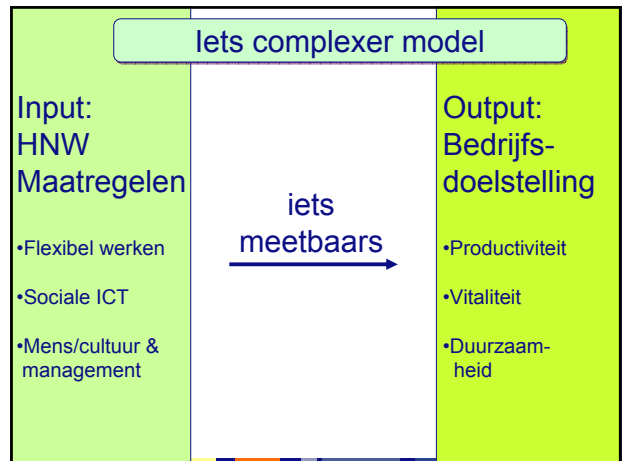 Iets complexer model
Input:
HNW
Maatregelen
•Flexibel werken
•Sociale ICT
•Mens/cultuur &
management
iets
meetbaars
Output:
Bedrijfs-
doelstelling
•Productiviteit
•Vitaliteit
•Duurzaam-
heid